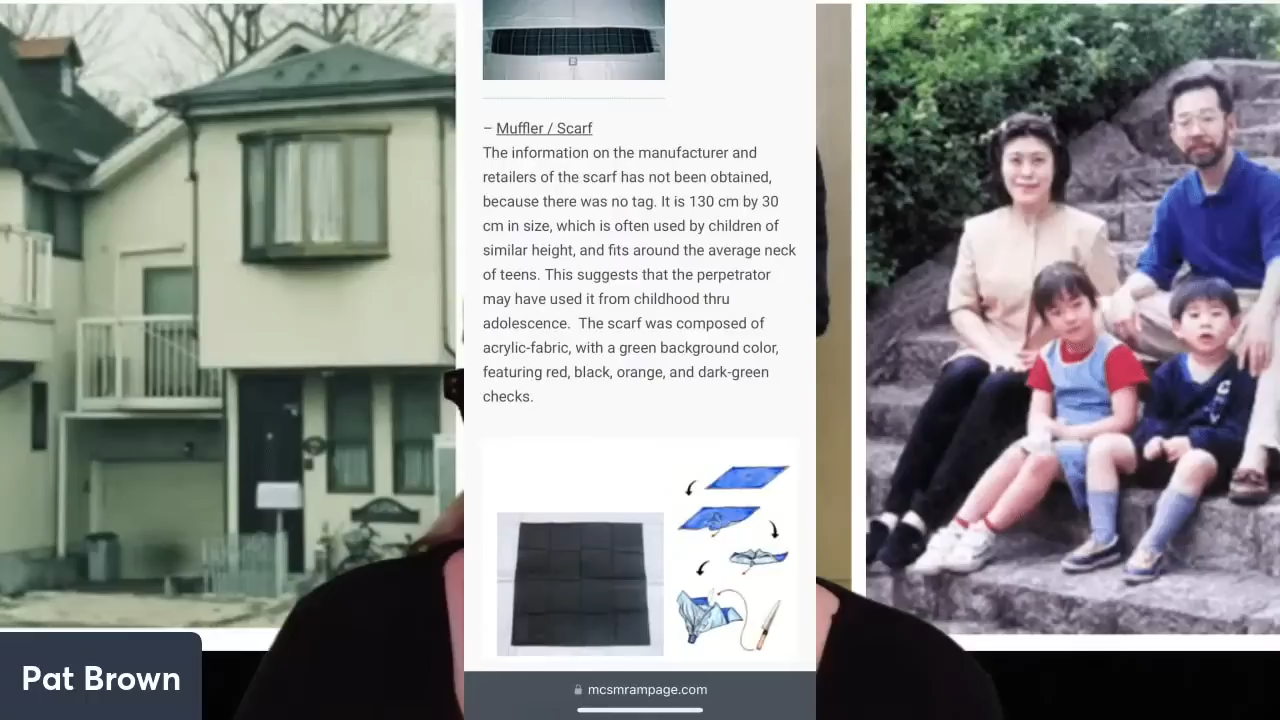 – Muffler / Scarf
The information on the manufacturer and
retailers of the scarf has not been obtained,
because there was no tag. It is 130 cm by 30
cm in size, which is often used by children of
similar height, and fits around the average neck
of teens. This suggests that the perpetrator
may have used it from childhood thru
adolescence.  The scarf was composed of
acrylic-fabric, with a green background color,
featuring red, black, orange, and dark-green
checks.
Pat Brown
mcsmrampage.com